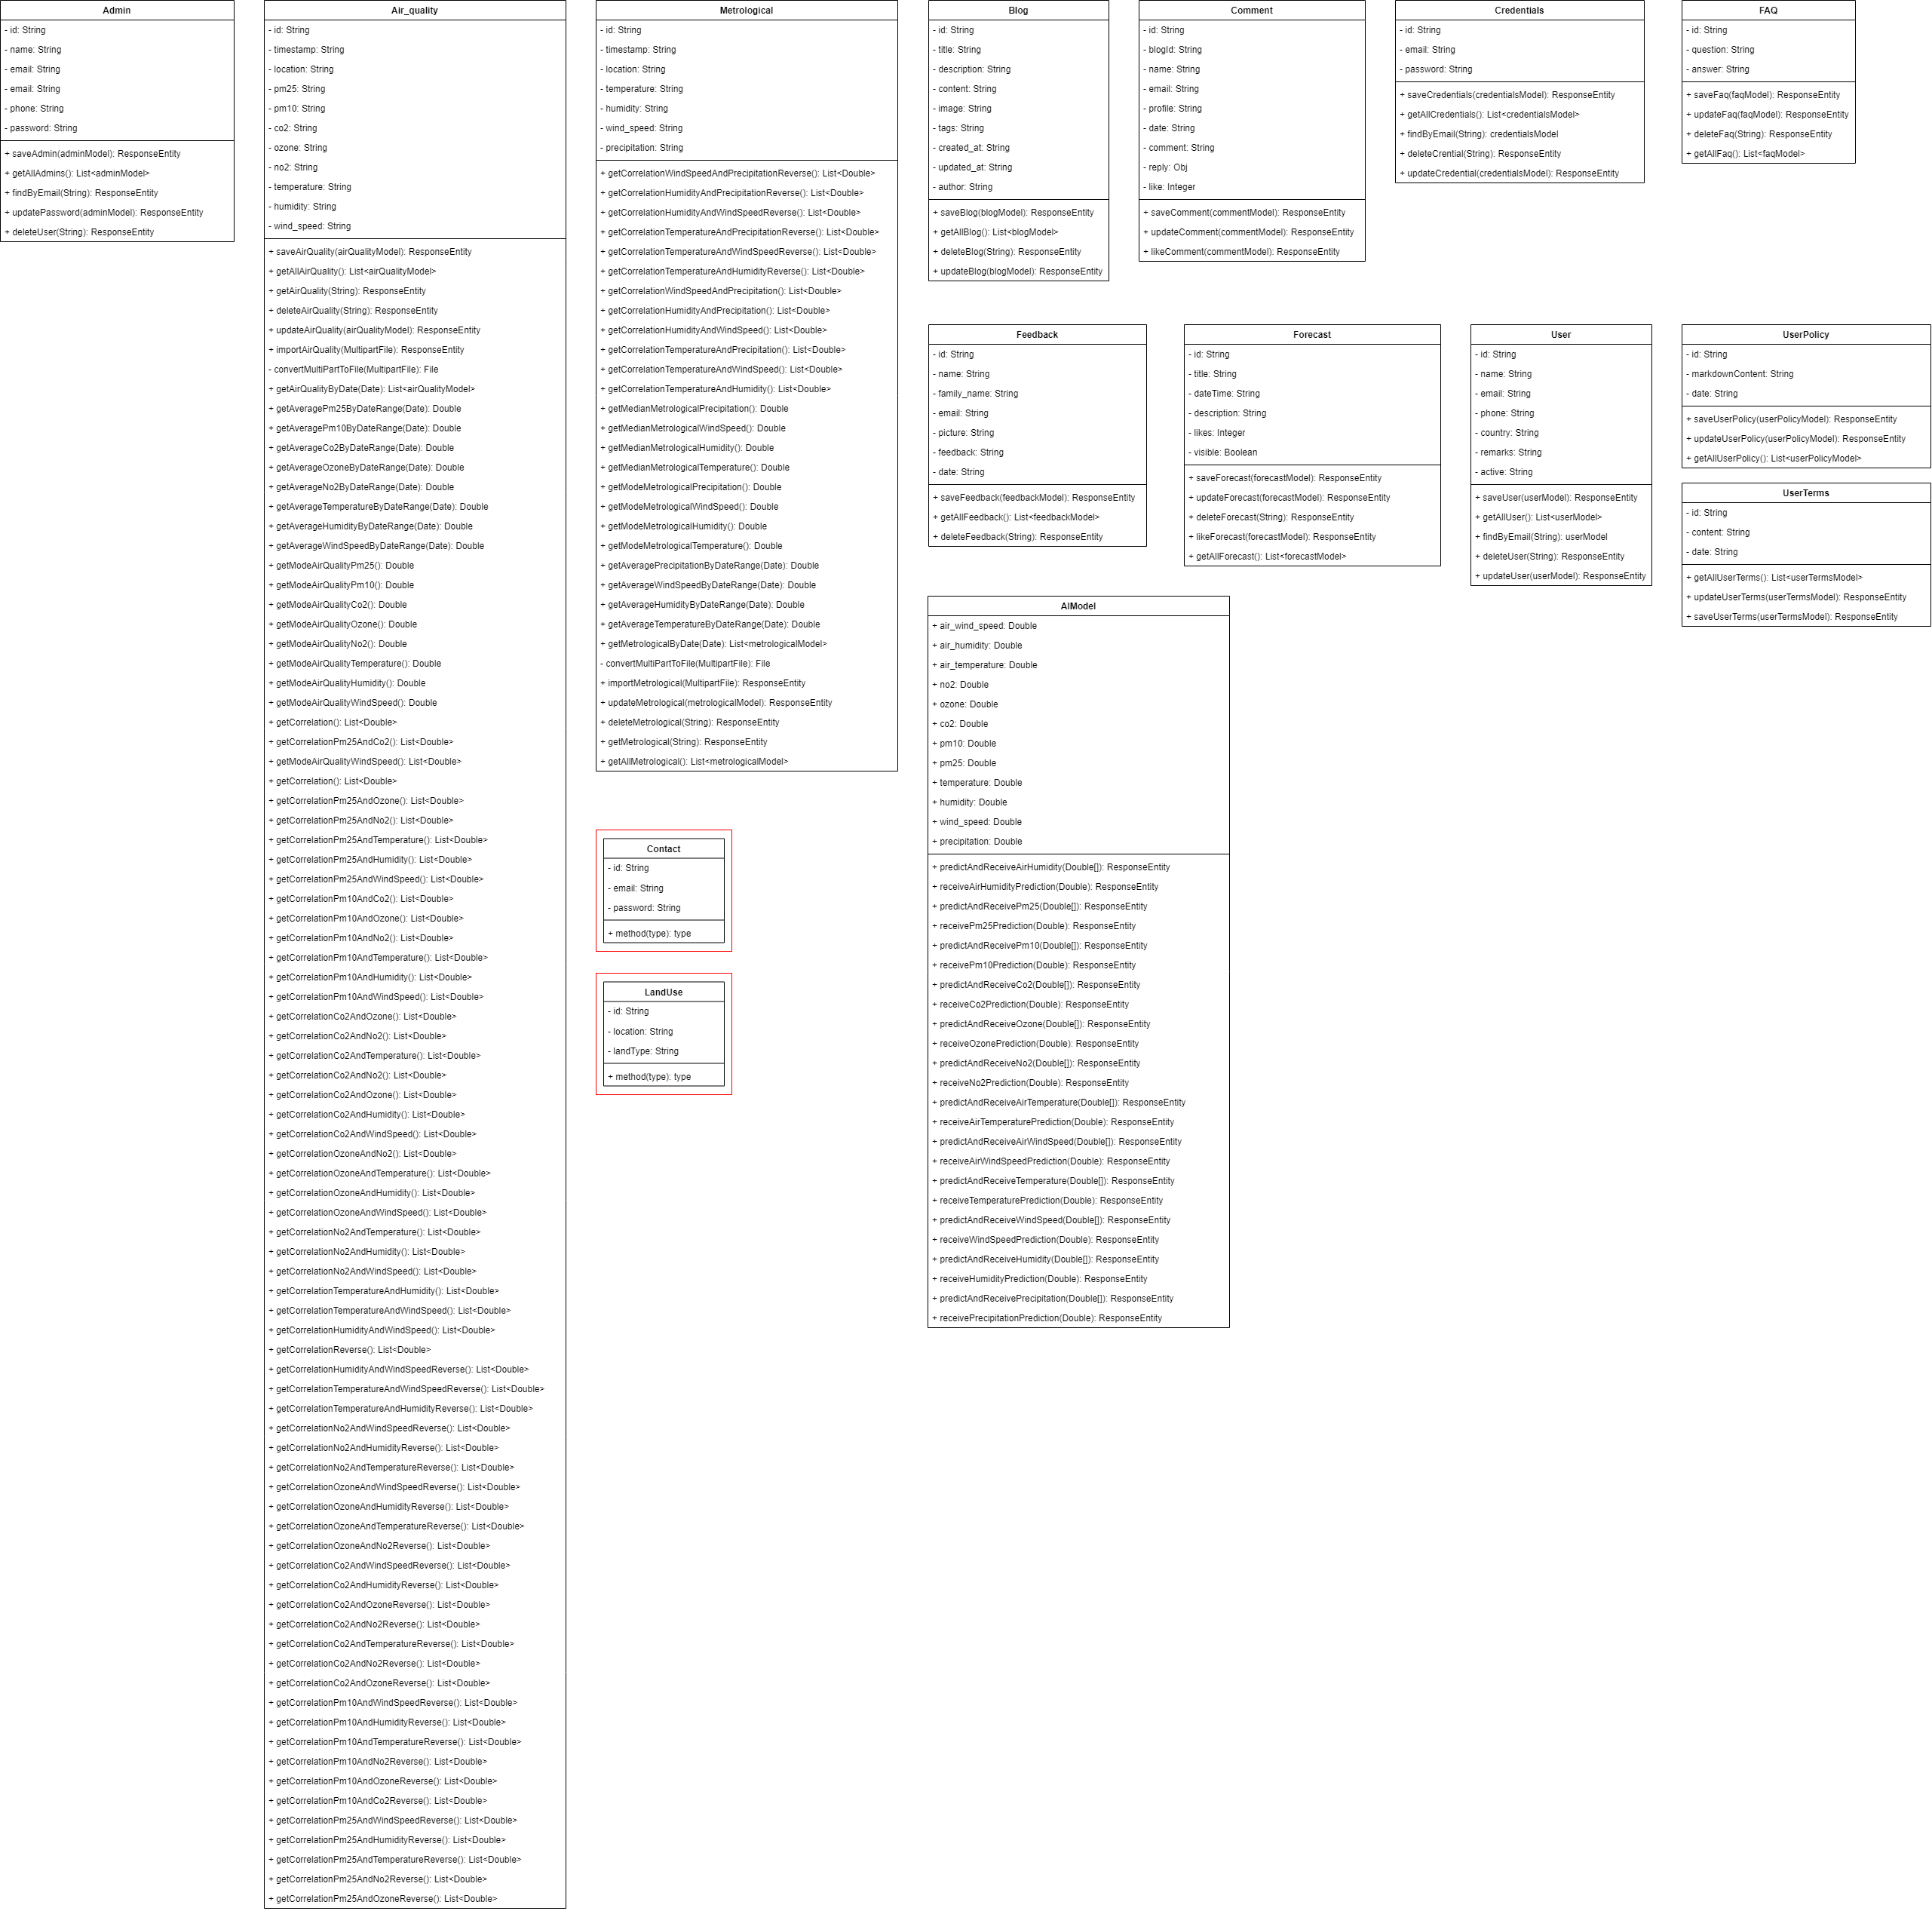 Admin
- id: String
- name: String
- email: String
- email: String
- phone: String
- password: String
+ saveAdmin(adminModel): ResponseEntity
+ getAllAdmins(): List<adminModel>
+ findByEmail(String): ResponseEntity
+ updatePassword(adminModel): ResponseEntity
+ deleteUser(String): ResponseEntity
Air_quality
- id: String
- timestamp: String
- location: String
- pm25: String
- pm10: String
- co2: String
- ozone: String
- no2: String
- temperature: String
- humidity: String
- wind_speed: String
+ saveAirQuality(airQualityModel): ResponseEntity
+ getAllAirQuality(): List<airQualityModel>
+ getAirQuality(String): ResponseEntity
+ deleteAirQuality(String): ResponseEntity
+ updateAirQuality(airQualityModel): ResponseEntity
+ importAirQuality(MultipartFile): ResponseEntity
- convertMultiPartToFile(MultipartFile): File
+ getAirQualityByDate(Date): List<airQualityModel>
+ getAveragePm25ByDateRange(Date): Double
+ getAveragePm10ByDateRange(Date): Double
+ getAverageCo2ByDateRange(Date): Double
+ getAverageOzoneByDateRange(Date): Double
+ getAverageNo2ByDateRange(Date): Double
+ getAverageTemperatureByDateRange(Date): Double
+ getAverageHumidityByDateRange(Date): Double
+ getAverageWindSpeedByDateRange(Date): Double
+ getModeAirQualityPm25(): Double
+ getModeAirQualityPm10(): Double
+ getModeAirQualityCo2(): Double
+ getModeAirQualityOzone(): Double
+ getModeAirQualityNo2(): Double
+ getModeAirQualityTemperature(): Double
+ getModeAirQualityHumidity(): Double
+ getModeAirQualityWindSpeed(): Double
+ getCorrelation(): List<Double>
+ getCorrelationPm25AndCo2(): List<Double>
+ getModeAirQualityWindSpeed(): List<Double>
+ getCorrelation(): List<Double>
+ getCorrelationPm25AndOzone(): List<Double>
+ getCorrelationPm25AndNo2(): List<Double>
+ getCorrelationPm25AndTemperature(): List<Double>
+ getCorrelationPm25AndHumidity(): List<Double>
+ getCorrelationPm25AndWindSpeed(): List<Double>
+ getCorrelationPm10AndCo2(): List<Double>
+ getCorrelationPm10AndOzone(): List<Double>
+ getCorrelationPm10AndNo2(): List<Double>
+ getCorrelationPm10AndTemperature(): List<Double>
+ getCorrelationPm10AndHumidity(): List<Double>
+ getCorrelationPm10AndWindSpeed(): List<Double>
+ getCorrelationCo2AndOzone(): List<Double>
+ getCorrelationCo2AndNo2(): List<Double>
+ getCorrelationCo2AndTemperature(): List<Double>
+ getCorrelationCo2AndNo2(): List<Double>
+ getCorrelationCo2AndOzone(): List<Double>
+ getCorrelationCo2AndHumidity(): List<Double>
+ getCorrelationCo2AndWindSpeed(): List<Double>
+ getCorrelationOzoneAndNo2(): List<Double>
+ getCorrelationOzoneAndTemperature(): List<Double>
+ getCorrelationOzoneAndHumidity(): List<Double>
+ getCorrelationOzoneAndWindSpeed(): List<Double>
+ getCorrelationNo2AndTemperature(): List<Double>
+ getCorrelationNo2AndHumidity(): List<Double>
+ getCorrelationNo2AndWindSpeed(): List<Double>
+ getCorrelationTemperatureAndHumidity(): List<Double>
+ getCorrelationTemperatureAndWindSpeed(): List<Double>
+ getCorrelationHumidityAndWindSpeed(): List<Double>
+ getCorrelationReverse(): List<Double>
+ getCorrelationHumidityAndWindSpeedReverse(): List<Double>
+ getCorrelationTemperatureAndWindSpeedReverse(): List<Double>
+ getCorrelationTemperatureAndHumidityReverse(): List<Double>
+ getCorrelationNo2AndWindSpeedReverse(): List<Double>
+ getCorrelationNo2AndHumidityReverse(): List<Double>
+ getCorrelationNo2AndTemperatureReverse(): List<Double>
+ getCorrelationOzoneAndWindSpeedReverse(): List<Double>
+ getCorrelationOzoneAndHumidityReverse(): List<Double>
+ getCorrelationOzoneAndTemperatureReverse(): List<Double>
+ getCorrelationOzoneAndNo2Reverse(): List<Double>
+ getCorrelationCo2AndWindSpeedReverse(): List<Double>
+ getCorrelationCo2AndHumidityReverse(): List<Double>
+ getCorrelationCo2AndOzoneReverse(): List<Double>
+ getCorrelationCo2AndNo2Reverse(): List<Double>
+ getCorrelationCo2AndTemperatureReverse(): List<Double>
+ getCorrelationCo2AndNo2Reverse(): List<Double>
+ getCorrelationCo2AndOzoneReverse(): List<Double>
+ getCorrelationPm10AndWindSpeedReverse(): List<Double>
+ getCorrelationPm10AndHumidityReverse(): List<Double>
+ getCorrelationPm10AndTemperatureReverse(): List<Double>
+ getCorrelationPm10AndNo2Reverse(): List<Double>
+ getCorrelationPm10AndOzoneReverse(): List<Double>
+ getCorrelationPm10AndCo2Reverse(): List<Double>
+ getCorrelationPm25AndWindSpeedReverse(): List<Double>
+ getCorrelationPm25AndHumidityReverse(): List<Double>
+ getCorrelationPm25AndTemperatureReverse(): List<Double>
+ getCorrelationPm25AndNo2Reverse(): List<Double>
+ getCorrelationPm25AndOzoneReverse(): List<Double>
Metrological
- id: String
- timestamp: String
- location: String
- temperature: String
- humidity: String
- wind_speed: String
- precipitation: String
+ getCorrelationWindSpeedAndPrecipitationReverse(): List<Double>
+ getCorrelationHumidityAndPrecipitationReverse(): List<Double>
+ getCorrelationHumidityAndWindSpeedReverse(): List<Double>
+ getCorrelationTemperatureAndPrecipitationReverse(): List<Double>
+ getCorrelationTemperatureAndWindSpeedReverse(): List<Double>
+ getCorrelationTemperatureAndHumidityReverse(): List<Double>
+ getCorrelationWindSpeedAndPrecipitation(): List<Double>
+ getCorrelationHumidityAndPrecipitation(): List<Double>
+ getCorrelationHumidityAndWindSpeed(): List<Double>
+ getCorrelationTemperatureAndPrecipitation(): List<Double>
+ getCorrelationTemperatureAndWindSpeed(): List<Double>
+ getCorrelationTemperatureAndHumidity(): List<Double>
+ getMedianMetrologicalPrecipitation(): Double
+ getMedianMetrologicalWindSpeed(): Double
+ getMedianMetrologicalHumidity(): Double
+ getMedianMetrologicalTemperature(): Double
+ getModeMetrologicalPrecipitation(): Double
+ getModeMetrologicalWindSpeed(): Double
+ getModeMetrologicalHumidity(): Double
+ getModeMetrologicalTemperature(): Double
+ getAveragePrecipitationByDateRange(Date): Double
+ getAverageWindSpeedByDateRange(Date): Double
+ getAverageHumidityByDateRange(Date): Double
+ getAverageTemperatureByDateRange(Date): Double
+ getMetrologicalByDate(Date): List<metrologicalModel>
- convertMultiPartToFile(MultipartFile): File
+ importMetrological(MultipartFile): ResponseEntity
+ updateMetrological(metrologicalModel): ResponseEntity
+ deleteMetrological(String): ResponseEntity
+ getMetrological(String): ResponseEntity
+ getAllMetrological(): List<metrologicalModel>
Contact
- id: String
- email: String
- password: String
+ method(type): type
LandUse
- id: String
- location: String
- landType: String
+ method(type): type
Blog
- id: String
- title: String
- description: String
- content: String
- image: String
- tags: String
- created_at: String
- updated_at: String
- author: String
+ saveBlog(blogModel): ResponseEntity
+ getAllBlog(): List<blogModel>
+ deleteBlog(String): ResponseEntity
+ updateBlog(blogModel): ResponseEntity
Comment
- id: String
- blogId: String
- name: String
- email: String
- profile: String
- date: String
- comment: String
- reply: Obj
- like: Integer
+ saveComment(commentModel): ResponseEntity
+ updateComment(commentModel): ResponseEntity
+ likeComment(commentModel): ResponseEntity
Credentials
- id: String
- email: String
- password: String
+ saveCredentials(credentialsModel): ResponseEntity
+ getAllCredentials(): List<credentialsModel>
+ findByEmail(String): credentialsModel
+ deleteCrential(String): ResponseEntity
+ updateCredential(credentialsModel): ResponseEntity
FAQ
- id: String
- question: String
- answer: String
+ saveFaq(faqModel): ResponseEntity
+ updateFaq(faqModel): ResponseEntity
+ deleteFaq(String): ResponseEntity
+ getAllFaq(): List<faqModel>
Feedback
- id: String
- name: String
- family_name: String
- email: String
- picture: String
- feedback: String
- date: String
+ saveFeedback(feedbackModel): ResponseEntity
+ getAllFeedback(): List<feedbackModel>
+ deleteFeedback(String): ResponseEntity
Forecast
- id: String
- title: String
- dateTime: String
- description: String
- likes: Integer
- visible: Boolean
+ saveForecast(forecastModel): ResponseEntity
+ updateForecast(forecastModel): ResponseEntity
+ deleteForecast(String): ResponseEntity
+ likeForecast(forecastModel): ResponseEntity
+ getAllForecast(): List<forecastModel>
User
- id: String
- name: String
- email: String
- phone: String
- country: String
- remarks: String
- active: String
+ saveUser(userModel): ResponseEntity
+ getAllUser(): List<userModel>
+ findByEmail(String): userModel
+ deleteUser(String): ResponseEntity
+ updateUser(userModel): ResponseEntity
UserPolicy
- id: String
- markdownContent: String
- date: String
+ saveUserPolicy(userPolicyModel): ResponseEntity
+ updateUserPolicy(userPolicyModel): ResponseEntity
+ getAllUserPolicy(): List<userPolicyModel>
UserTerms
- id: String
- content: String
- date: String
+ getAllUserTerms(): List<userTermsModel>
+ updateUserTerms(userTermsModel): ResponseEntity
+ saveUserTerms(userTermsModel): ResponseEntity
AIModel
+ air_wind_speed: Double
+ air_humidity: Double
+ air_temperature: Double
+ no2: Double
+ ozone: Double
+ co2: Double
+ pm10: Double
+ pm25: Double
+ temperature: Double
+ humidity: Double
+ wind_speed: Double
+ precipitation: Double
+ predictAndReceiveAirHumidity(Double[]): ResponseEntity
+ receiveAirHumidityPrediction(Double): ResponseEntity
+ predictAndReceivePm25(Double[]): ResponseEntity
+ receivePm25Prediction(Double): ResponseEntity
+ predictAndReceivePm10(Double[]): ResponseEntity
+ receivePm10Prediction(Double): ResponseEntity
+ predictAndReceiveCo2(Double[]): ResponseEntity
+ receiveCo2Prediction(Double): ResponseEntity
+ predictAndReceiveOzone(Double[]): ResponseEntity
+ receiveOzonePrediction(Double): ResponseEntity
+ predictAndReceiveNo2(Double[]): ResponseEntity
+ receiveNo2Prediction(Double): ResponseEntity
+ predictAndReceiveAirTemperature(Double[]): ResponseEntity
+ receiveAirTemperaturePrediction(Double): ResponseEntity
+ predictAndReceiveAirWindSpeed(Double[]): ResponseEntity
+ receiveAirWindSpeedPrediction(Double): ResponseEntity
+ predictAndReceiveTemperature(Double[]): ResponseEntity
+ receiveTemperaturePrediction(Double): ResponseEntity
+ predictAndReceiveWindSpeed(Double[]): ResponseEntity
+ receiveWindSpeedPrediction(Double): ResponseEntity
+ predictAndReceiveHumidity(Double[]): ResponseEntity
+ receiveHumidityPrediction(Double): ResponseEntity
+ predictAndReceivePrecipitation(Double[]): ResponseEntity
+ receivePrecipitationPrediction(Double): ResponseEntity